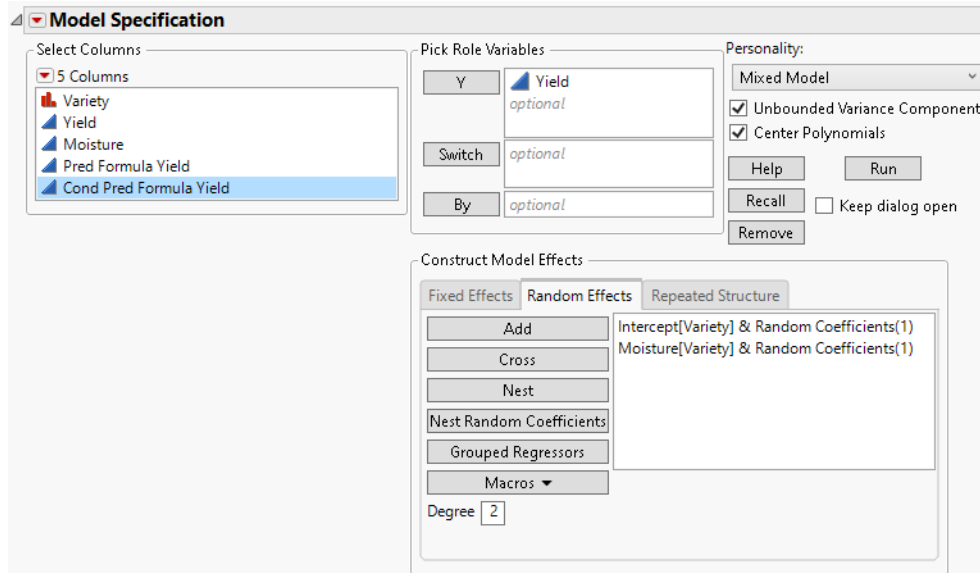 Model Specification
Select Columns
5 Columns
Variety
Yield
Moisture
Pred Formula Yield
Cond Pred Formula Yield
Pick Role Variables
Y
Yield
optional
Switch
optional
By
optional
Personality:
Mixed Model
Unbounded Variance Component
Center Polynomials
Help
Run
Recall
Keep dialog open
Remove
Construct Model Effects
Fixed Effects
Random Effects
Repeated Structure
Add
Cross
Nest
Nest Random Coefficients
Grouped Regressors
Macros
Degree 2
Intercept[Variety] & Random Coefficients(1)
Moisture[Variety] & Random Coefficients(1)